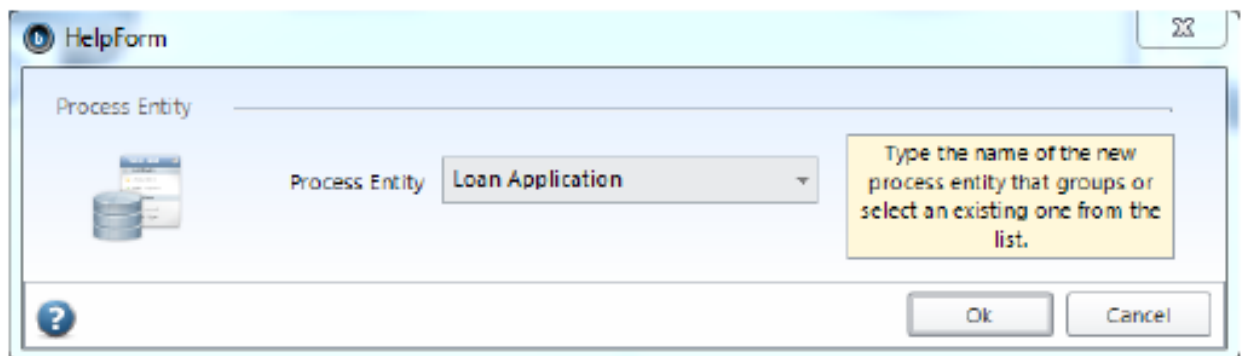 HelpForm
Process Entity
Process Entity
Loan Application
Type the name of the new
process entity that groups or
select an existing one from the
list.
Ok
Cancel